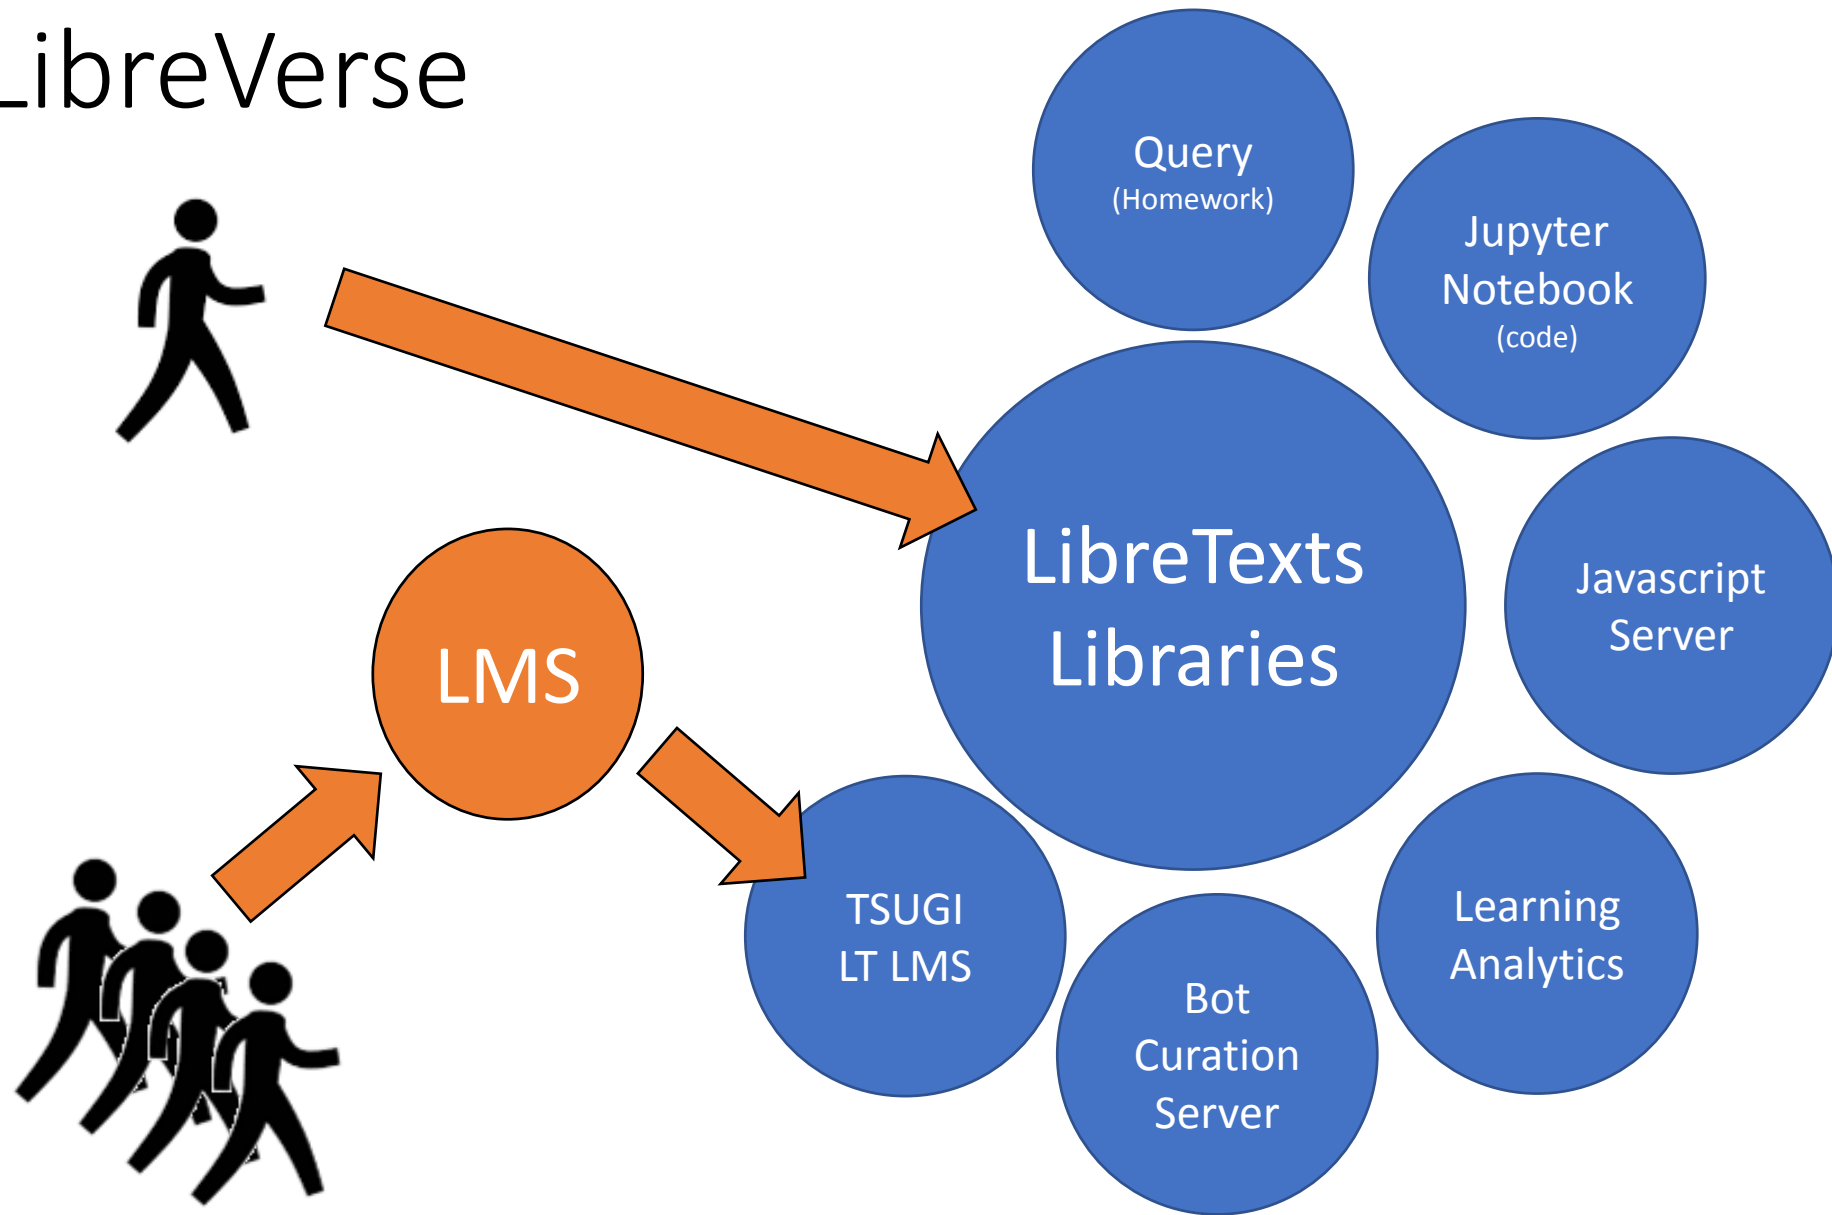 LibreVerse
Query
(Homework)
Jupyter
Notebook
(code)
LibreTexts
Libraries
Javascript
Server
LMS
TSUGI
LT LMS
Learning
Analytics
Bot
Curation
Server